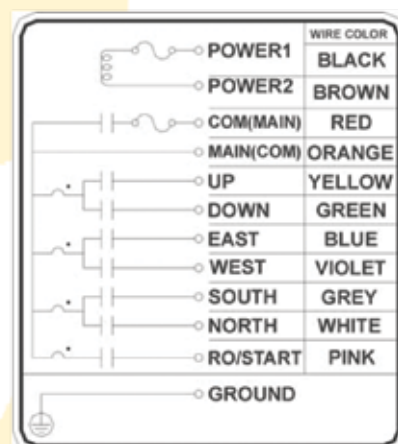 WIRE COLOR
POWER1 BLACK
POWER2 BROWN
COM(MAIN) RED
MAIN(COM) ORANGE
UP YELLOW
DOWN GREEN
EAST BLUE
WEST VIOLET
SOUTH GREY
NORTH WHITE
RO/START PINK
GROUND